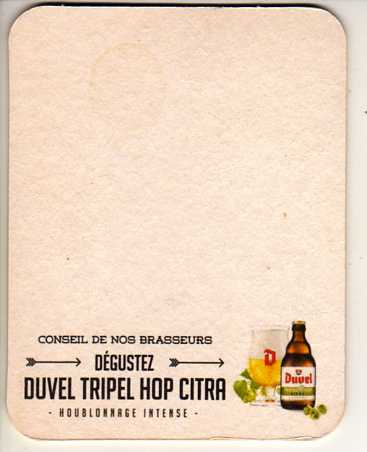 CONSEIL DE NOS BRASSEURS
DÉGUSTEZ
DUVEL TRIPEL HOP CITRA
- HOUBLONNAGE INTENSE -
Duvel